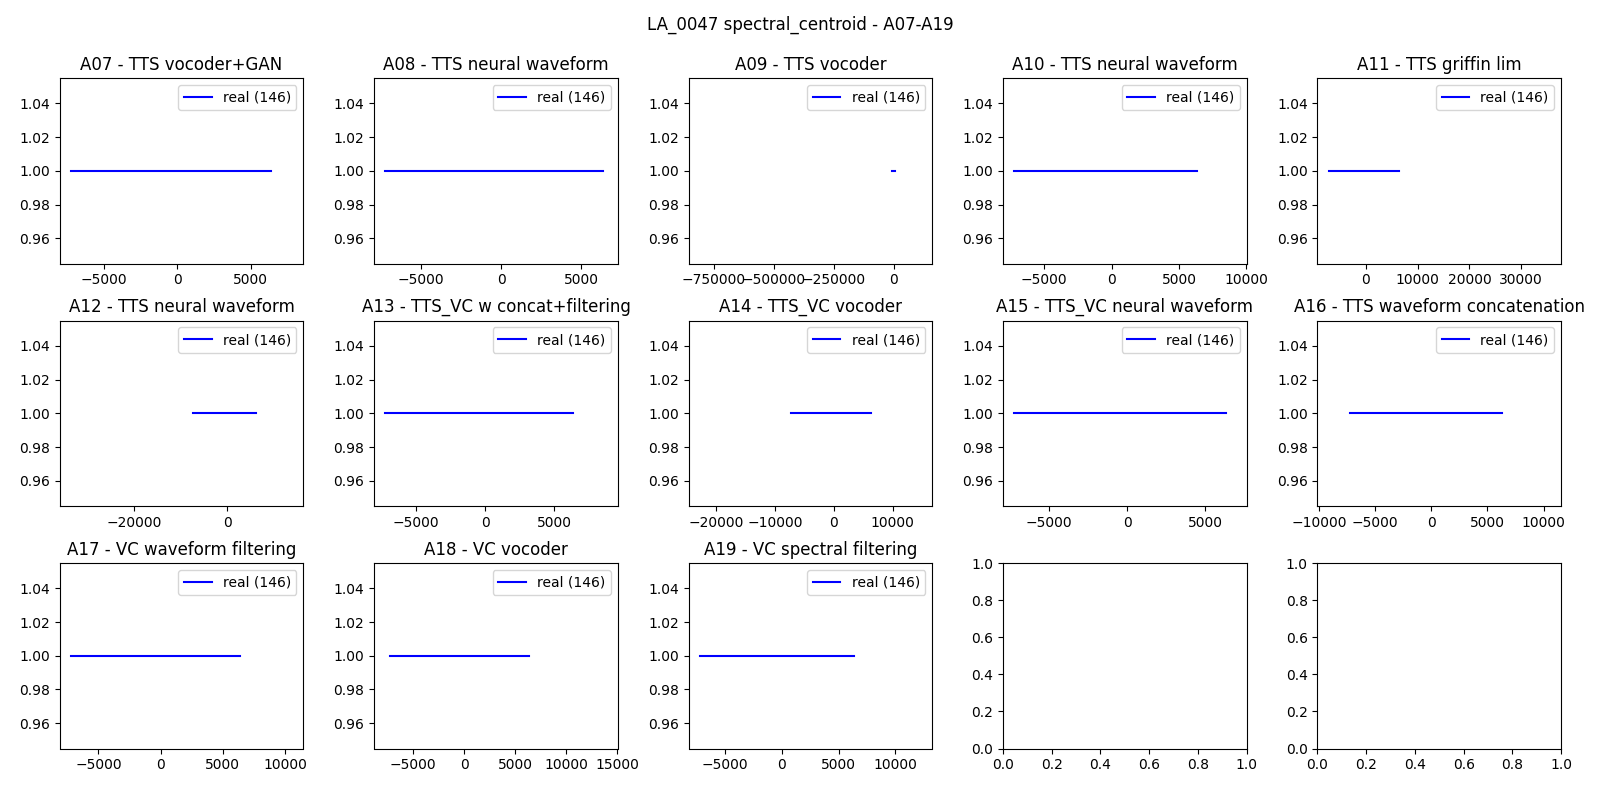 LA_0047 spectral_centroid - A07-A19
A07 - TTS vocoder+GAN
A08 - TTS neural waveform
A09 - TTS vocoder
A10 - TTS neural waveform
A11 - TTS griffin lim
real (146)
real (146)
real (146)
real (146)
real (146)
1.04 1.04 1.04 1.04 1.04
1.02 1.02 1.02 1.02 1.02
1.00 1.00 1.00 1.00 1.00
0.98 0.98 0.98 0.98 0.98
0.96 0.96 0.96 0.96 0.96
−5000 0 5000
−5000 0 5000
−750000 −500000 −250000 0
−5000 0 5000 10000
0 10000 20000 30000
A12 - TTS neural waveform
A13 - TTS_VC w concat+filtering
A14 - TTS_VC vocoder
A15 - TTS_VC neural waveform
A16 - TTS waveform concatenation
real (146)
real (146)
real (146)
real (146)
real (146)
1.04 1.04 1.04 1.04 1.04
1.02 1.02 1.02 1.02 1.02
1.00 1.00 1.00 1.00 1.00
0.98 0.98 0.98 0.98 0.98
0.96 0.96 0.96 0.96 0.96
−20000 0
−5000 0 5000
−20000 −10000 0 10000
−5000 0 5000
−10000 −5000 0 5000 10000
A17 - VC waveform filtering
A18 - VC vocoder
A19 - VC spectral filtering
real (146)
real (146)
real (146)
1.04 1.04 1.04 1.0 1.0
1.02 1.02 1.02 0.8 0.8
1.00 1.00 1.00 0.6 0.6
0.98 0.98 0.98 0.4 0.4
0.96 0.96 0.96 0.2 0.2
0.0 0.0
−5000 0 5000 10000
−5000 0 5000 10000 15000
−5000 0 5000 10000
0.0 0.2 0.4 0.6 0.8 1.0
0.0 0.2 0.4 0.6 0.8 1.0